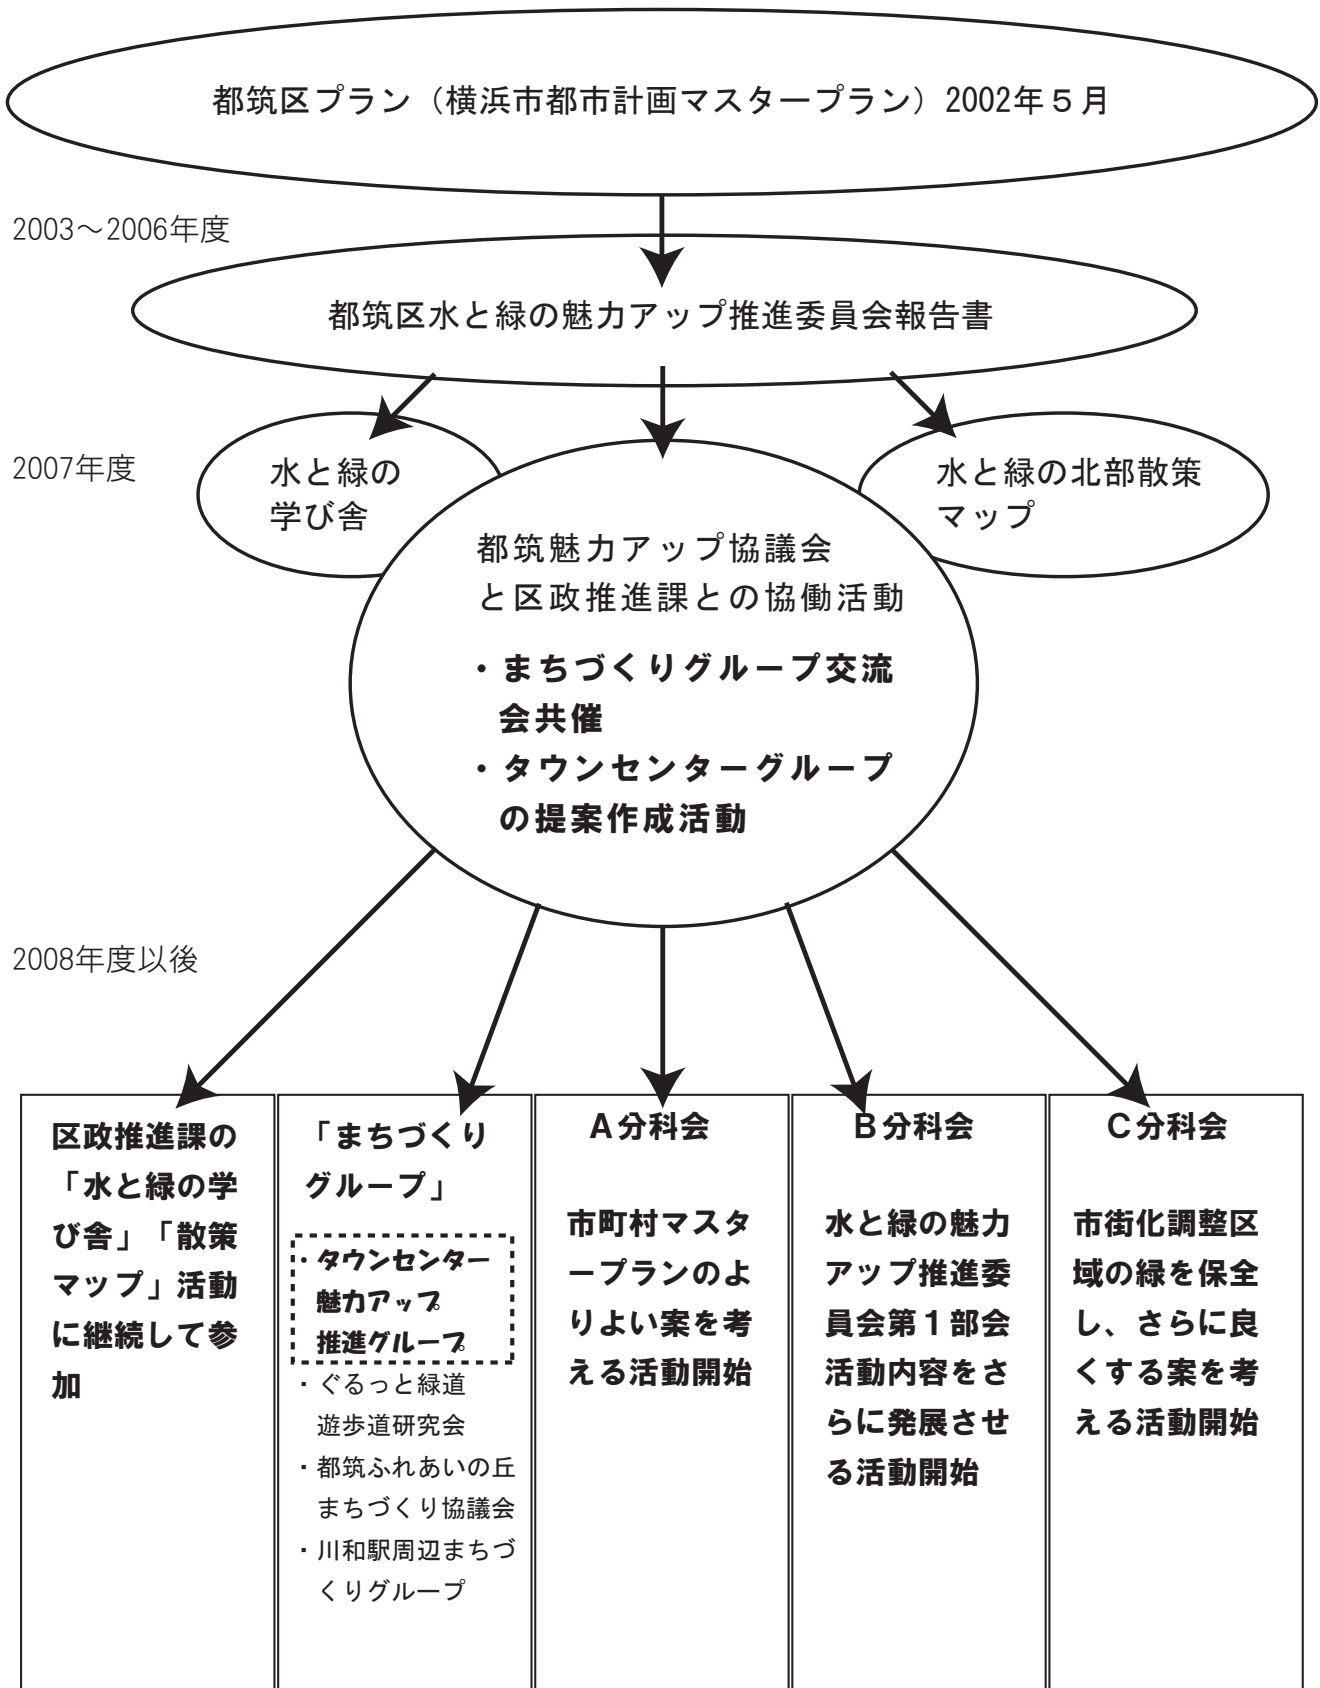 都筑区プラン（横浜市都市計画マスタープラン）2002年５月
2003～2006年度
都筑区水と緑の魅力アップ推進委員会報告書
2007年度
水と緑の
学び舎
水と緑の北部散策
マップ
都筑魅力アップ協議会
と区政推進課との協働活動
・まちづくりグループ交流
会共催
・タウンセンターグループ
の提案作成活動
2008年度以後
区政推進課の
「水と緑の学
び舎」「散策
マップ」活動
に継続して参
加
「まちづくり
グループ」
・タウンセンター
魅力アップ
推進グループ
・ぐるっと緑道
遊歩道研究会
・都筑ふれあいの丘
まちづくり協議会
・川和駅周辺まちづ
くりグループ
Ａ分科会
市町村マスタ
ープランのよ
りよい案を考
える活動開始
Ｂ分科会
水と緑の魅力
アップ推進委
員会第１部会
活動内容をさ
らに発展させ
る活動開始
Ｃ分科会
市街化調整区
域の緑を保全
し、さらに良
くする案を考
える活動開始